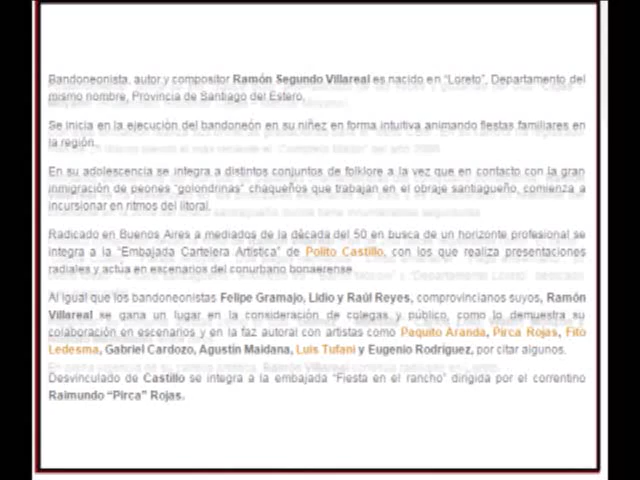 Bandoneonista, autor y compositor Ramón Segundo Villareal es nacido en “Loreto”, Departamento del
mismo nombre, Provincia de Santiago del Estero.
Se inicia en la ejecución del bandoneón en su niñez en forma intuitiva animando fiestas familiares en
la región.
En su adolescencia se integra a distintos conjuntos de folklore a la vez que en contacto con la gran
inmigración de peones “golondrinas” chaqueños que trabajan en el obraje santiagueño, comienza a
incursionar en ritmos del litoral.
Radicado en Buenos Aires a mediados de la década del 50 en busca de un horizonte profesional se
integra a la “Embajada Cartelera Artística” de Polito Castillo, con los que realiza presentaciones
radiales y actúa en escenarios del conurbano bonaerense.
Al igual que los bandoneonistas Felipe Gramajo, Lidio y Raúl Reyes, comprovincianos suyos, Ramón
Villareal se gana un lugar en la consideración de colegas y público, como lo demuestra su
colaboración en escenarios y en la faz autoral con artistas como Paquito Aranda, Pirca Rojas, Fito
Ledesma, Gabriel Cardozo, Agustín Maidana, Luis Tufani y Eugenio Rodríguez, por citar algunos.
Desvinculado de Castillo se integra a la embajada “Fiesta en el rancho” dirigida por el correntino
Raimundo “Pirca” Rojas.